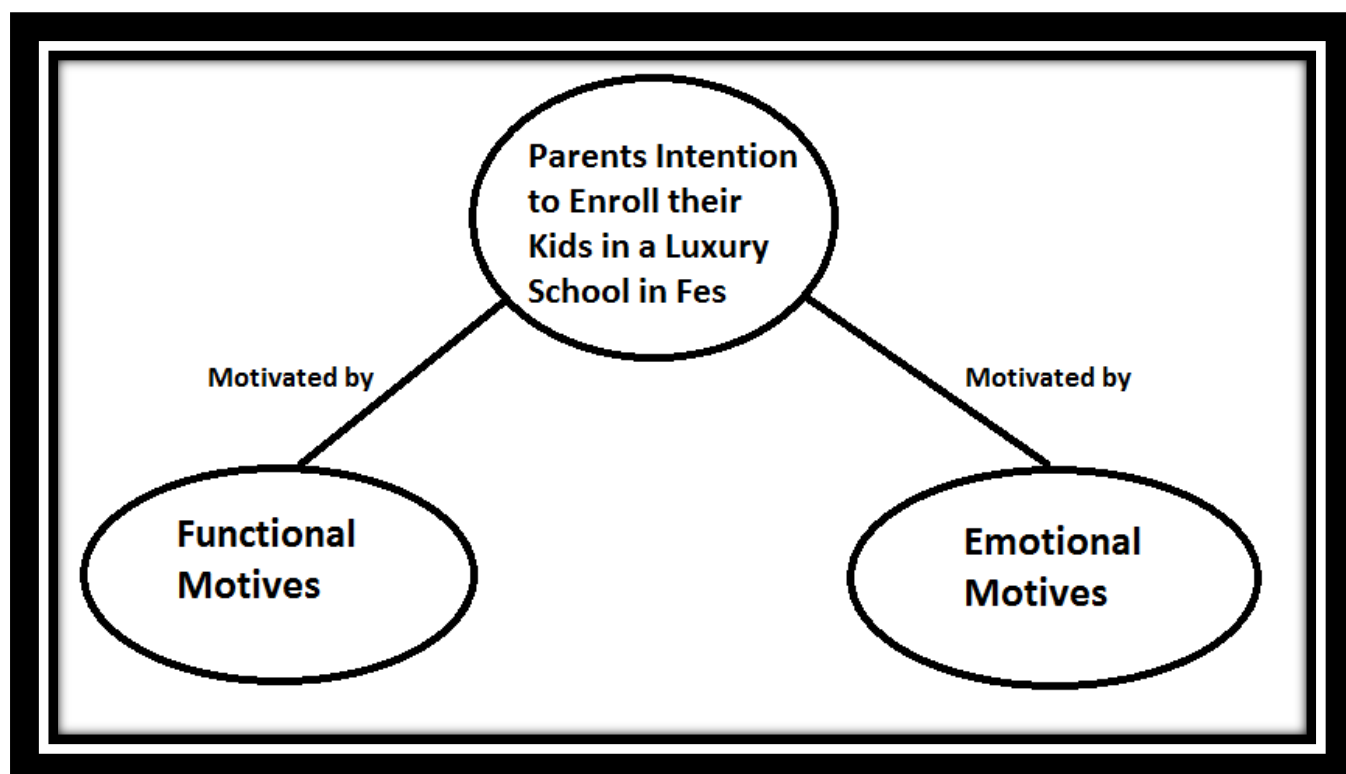 Parents Intention
to Enroll their
Kids in a Luxury
School in Fes
Motivated by
Motivated by
Functional
Motives
Emotional
Motives